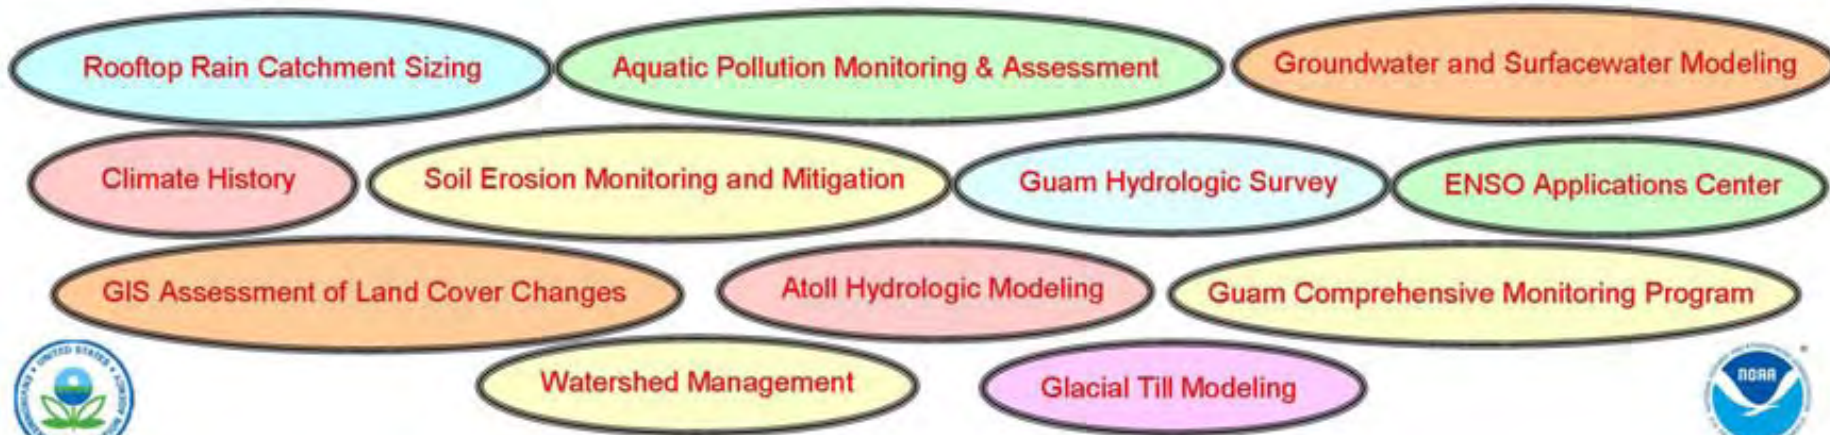 Rooftop Rain Catchment Sizing
Aquatic Pollution Monitoring & Assessment
Groundwater and Surfacewater Modeling
Climate History
Soil Erosion Monitoring and Mitigation
Guam Hydrologic Survey
ENSO Applications Center
GIS Assessment of Land Cover Changes
Atoll Hydrologic Modeling
Guam Comprehensive Monitoring Program
Watershed Management
Glacial Till Modeling
UNITED STATES
NOAA